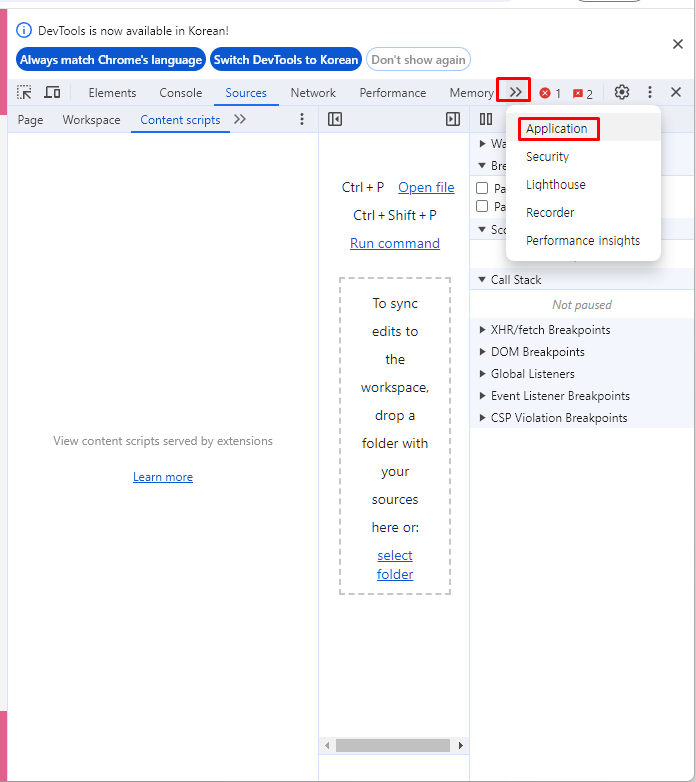 DevTools is now available in Korean!
Always match Chrome's language Switch DevTools to Korean Don't show again
Elements Console Sources Network Performance Memory 1 2
Page Workspace Content scripts
Application
Security
Lighthouse
Recorder
Performance insights
Ctrl + P Open file
Ctrl + Shift + P
Run command
To sync
edits to
the
workspace,
drop a
folder with
your
sources
here or:
select
folder
View content scripts served by extensions
Learn more
Wa
Bre
Pa
Pa
Sco
Call Stack
Not paused
XHR/fetch Breakpoints
DOM Breakpoints
Global Listeners
Event Listener Breakpoints
CSP Violation Breakpoints